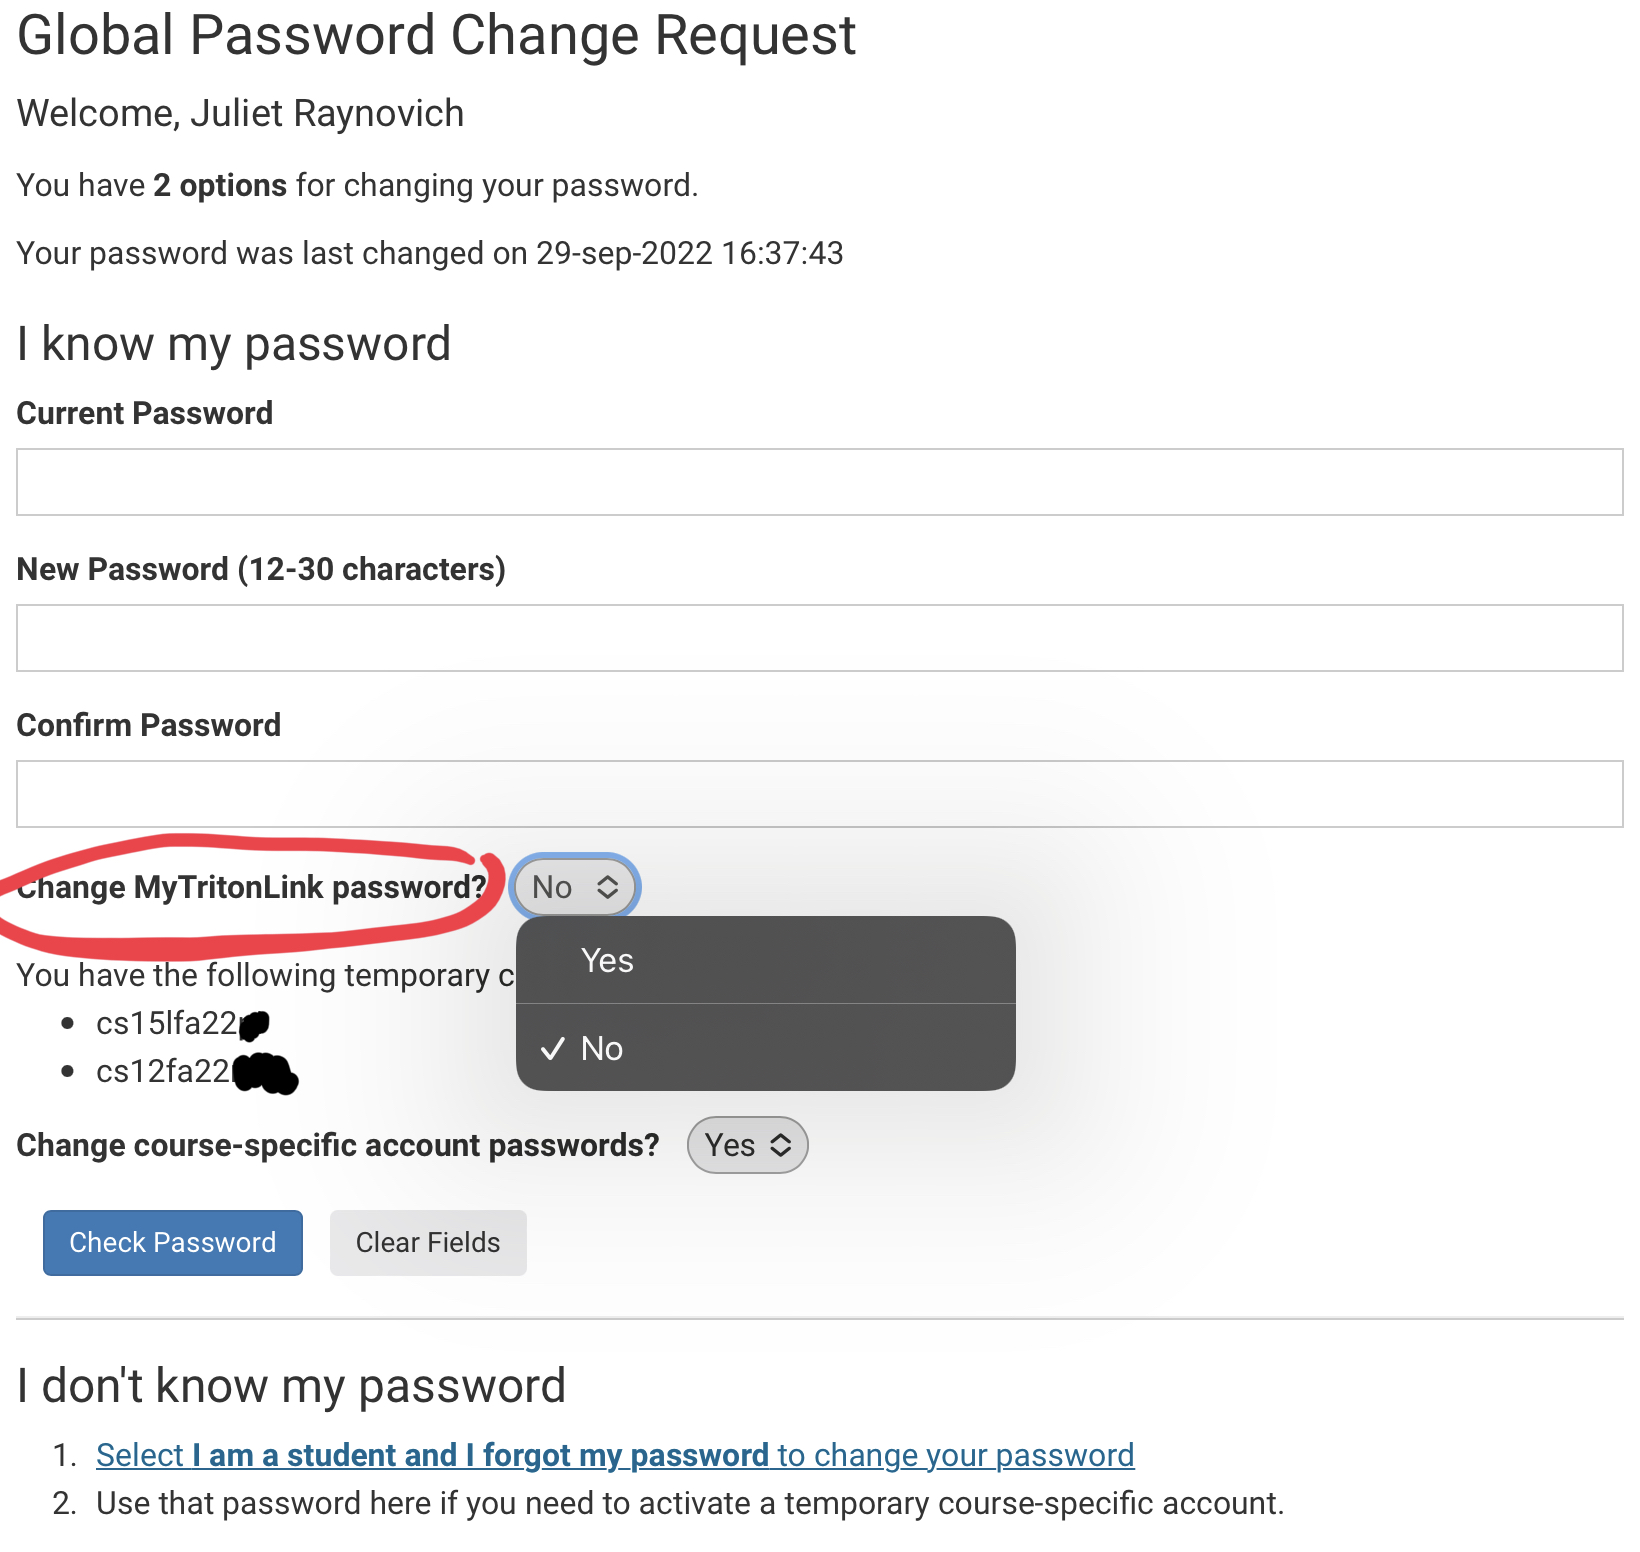 Global Password Change Request
Welcome, Juliet Raynovich
You have 2 options for changing your password.
Your password was last changed on 29-sep-2022 16:37:43
I know my password
Current Password
New Password (12-30 characters)
Confirm Password
Change MyTritonLink password? No
Yes
You have the following temporary c
✓ No
• cs15lfa22
• cs12fa22
Change course-specific account passwords? Yes
Check Password Clear Fields
I don't know my password
1. Select I am a student and I forgot my password to change your password
2. Use that password here if you need to activate a temporary course-specific account.